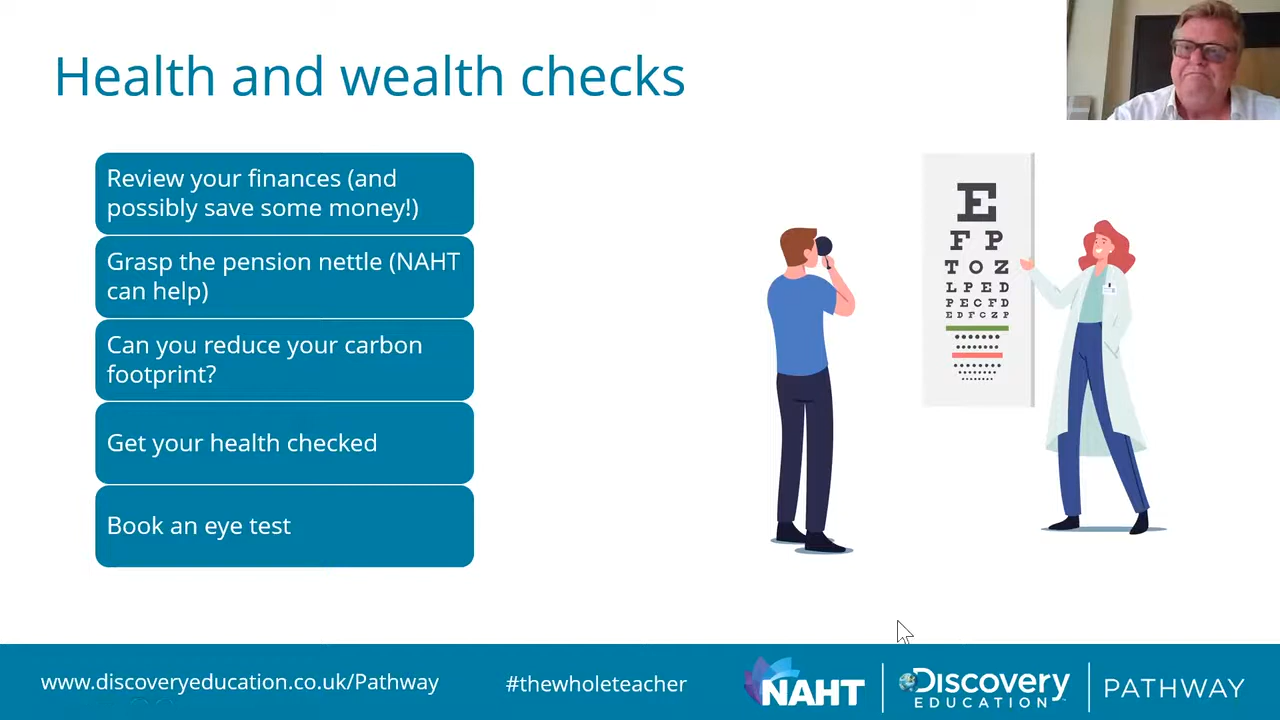 Health and wealth checks
Review your finances (and
possibly save some money!)
Grasp the pension nettle (NAHT
can help)
Can you reduce your carbon
footprint?
Get your health checked
Book an eye test
E
F P
T O Z
L P E D
P E C F D
E D F C Z P
www.discoveryeducation.co.uk/Pathway
#thewholeteacher
NAHT
Discovery
EDUCATION
PATHWAY